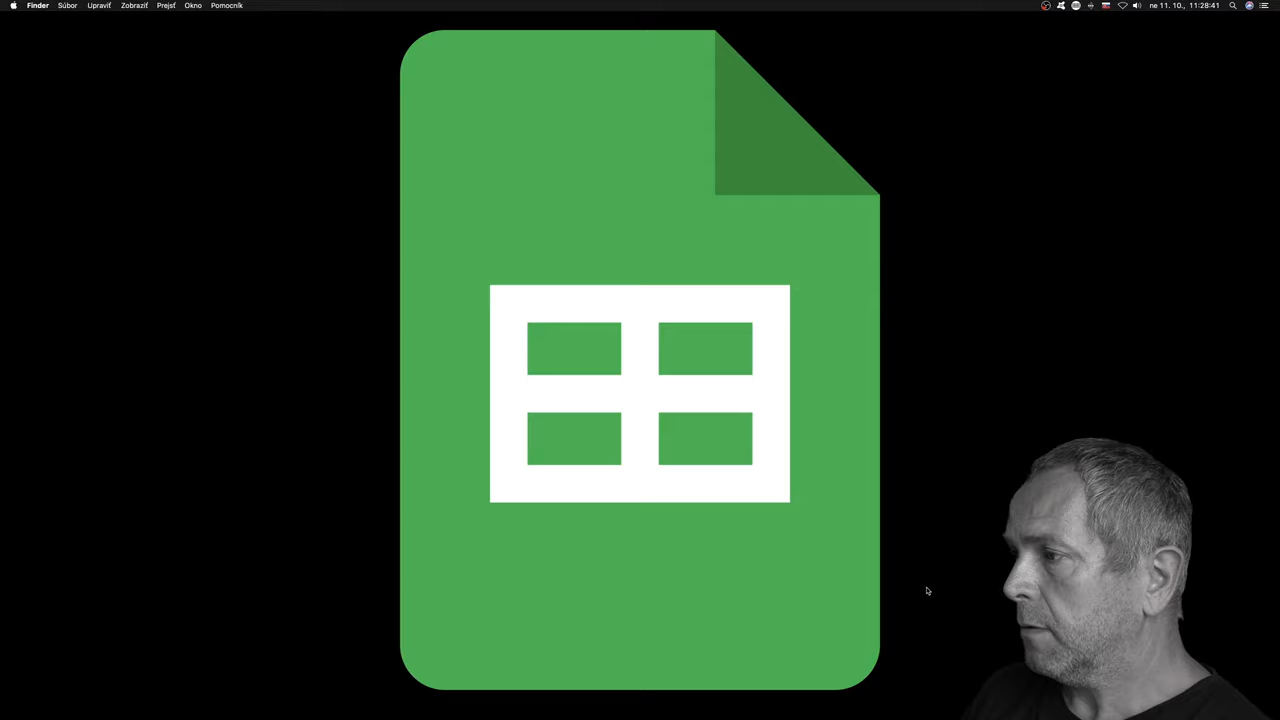 Finder Súbor Upraviť Zobraziť Prejsť Okno Pomocník ne 11. 10., 11:28:41